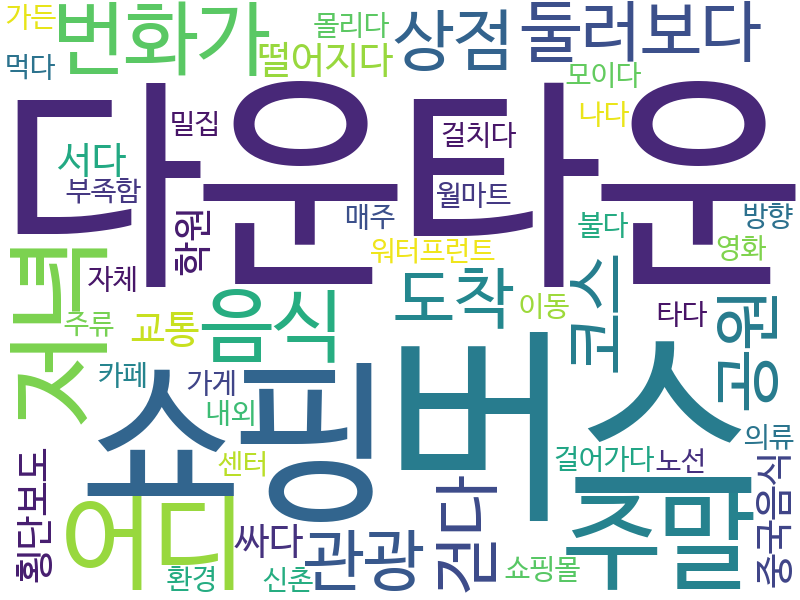 가든
번화가
몰리다
상점
둘러보다
먹다
떨어지다
모이다
다운타운
밀집
걸치다
나다
서다
부족함
매주
월마트
불다
방향
학원
워터프런트
영화
저녁
자체
음식
도착
이동
코스
타다
공원
주류
교통
쇼핑
버스
카페
가게
내외
의류
횡단보도
센터
걷다
걸어가다
노선
주말
중국음식
오디
싸다
관광
쇼핑몰
환경
신촌